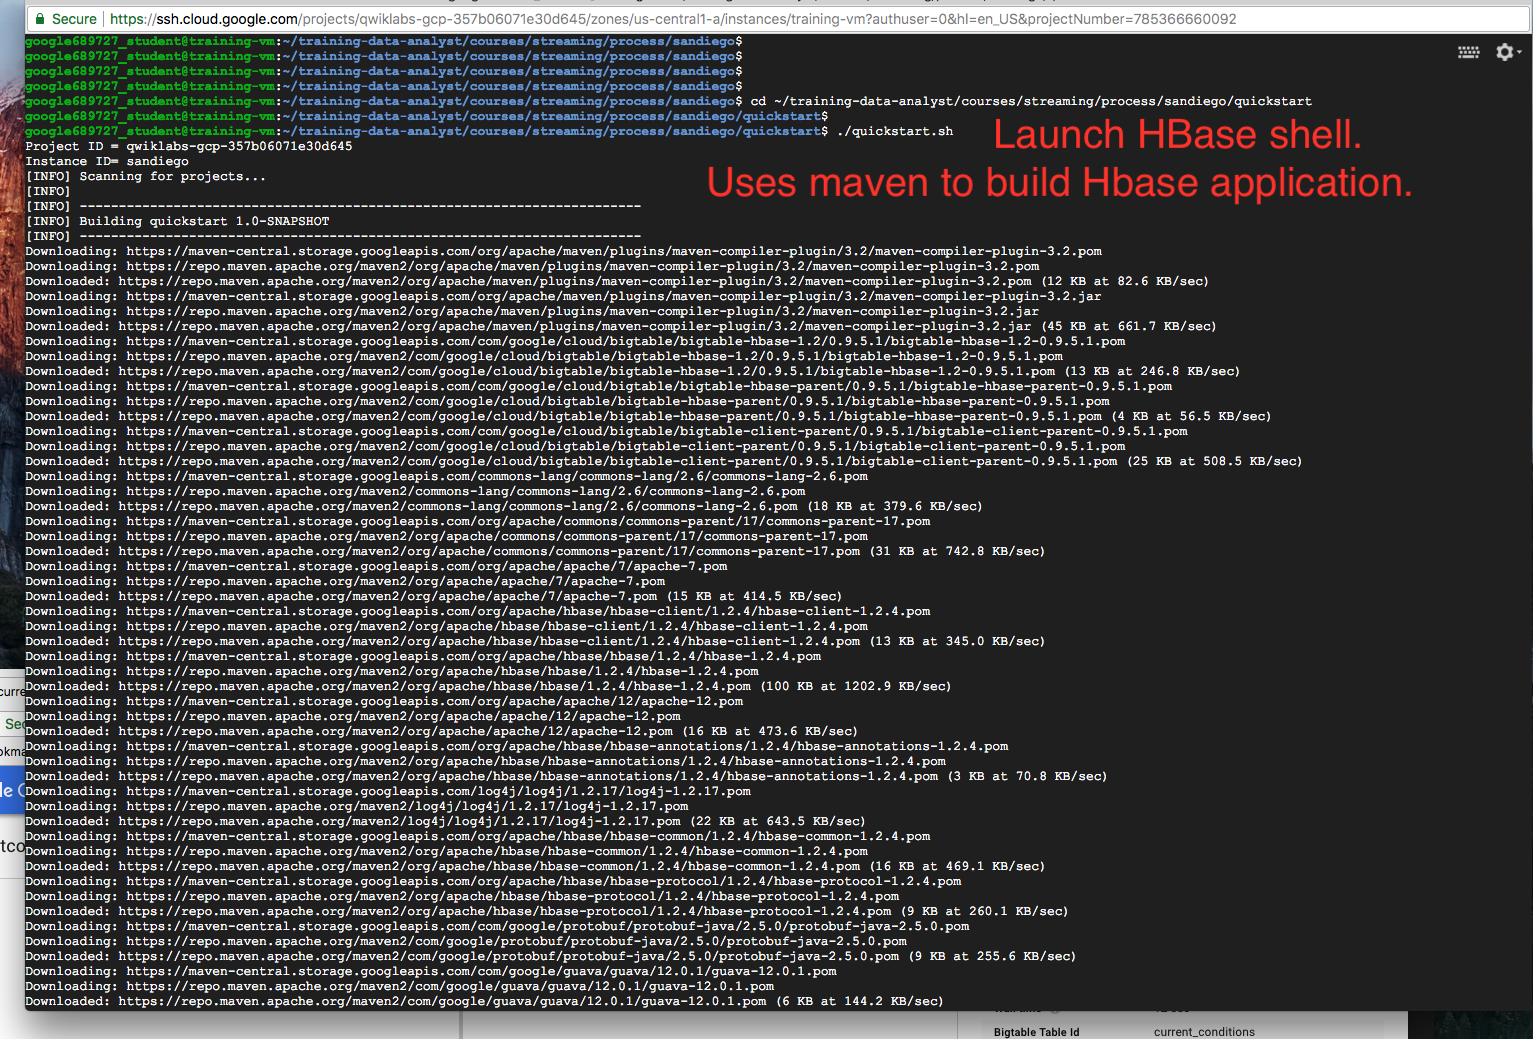 Secure https://ssh.cloud.google.com/projects/qwiklabs-gcp-357b06071e30d645/zones/us-central1-a/instances/training-vm?authuser=0&hl=en_US&projectNumber=785366660092
google689727_student@training-vm:~/training-data-analyst/courses/streaming/process/sandiego$
google689727_student@training-vm:~/training-data-analyst/courses/streaming/process/sandiego$
google689727_student@training-vm:~/training-data-analyst/courses/streaming/process/sandiego$
google689727_student@training-vm:~/training-data-analyst/courses/streaming/process/sandiego$
google689727_student@training-vm:~/training-data-analyst/courses/streaming/process/sandiego$ cd ~/training-data-analyst/courses/streaming/process/sandiego/quickstart
google689727_student@training-vm:~/training-data-analyst/courses/streaming/process/sandiego/quickstart$
google689727_student@training-vm:~/training-data-analyst/courses/streaming/process/sandiego/quickstart$ ./quickstart.sh
Launch HBase shell.
Project ID = qwiklabs-gcp-357b06071e30d645
Instance ID= sandiego
[INFO] Scanning for projects...
Uses maven to build Hbase application.
[INFO]
[INFO] ------------------------------------------------------------------------
[INFO] Building quickstart 1.0-SNAPSHOT
[INFO] ------------------------------------------------------------------------
Downloading: https://maven-central.storage.googleapis.com/org/apache/maven/plugins/maven-compiler-plugin/3.2/maven-compiler-plugin-3.2.pom
Downloading: https://repo.maven.apache.org/maven2/org/apache/maven/plugins/maven-compiler-plugin/3.2/maven-compiler-plugin-3.2.pom
Downloaded: https://repo.maven.apache.org/maven2/org/apache/maven/plugins/maven-compiler-plugin/3.2/maven-compiler-plugin-3.2.pom (12 KB at 82.6 KB/sec)
Downloading: https://maven-central.storage.googleapis.com/org/apache/maven/plugins/maven-compiler-plugin/3.2/maven-compiler-plugin-3.2.jar
Downloading: https://repo.maven.apache.org/maven2/org/apache/maven/plugins/maven-compiler-plugin/3.2/maven-compiler-plugin-3.2.jar
Downloaded: https://repo.maven.apache.org/maven2/org/apache/maven/plugins/maven-compiler-plugin/3.2/maven-compiler-plugin-3.2.jar (45 KB at 661.7 KB/sec)
Downloading: https://maven-central.storage.googleapis.com/com/google/cloud/bigtable/bigtable-hbase-1.2/0.9.5.1/bigtable-hbase-1.2-0.9.5.1.pom
Downloading: https://repo.maven.apache.org/maven2/com/google/cloud/bigtable/bigtable-hbase-1.2/0.9.5.1/bigtable-hbase-1.2-0.9.5.1.pom
Downloaded: https://repo.maven.apache.org/maven2/com/google/cloud/bigtable/bigtable-hbase-1.2/0.9.5.1/bigtable-hbase-1.2-0.9.5.1.pom (13 KB at 246.8 KB/sec)
Downloading: https://maven-central.storage.googleapis.com/com/google/cloud/bigtable/bigtable-hbase-parent/0.9.5.1/bigtable-hbase-parent-0.9.5.1.pom
Downloading: https://repo.maven.apache.org/maven2/com/google/cloud/bigtable/bigtable-hbase-parent/0.9.5.1/bigtable-hbase-parent-0.9.5.1.pom
Downloaded: https://repo.maven.apache.org/maven2/com/google/cloud/bigtable/bigtable-hbase-parent/0.9.5.1/bigtable-hbase-parent-0.9.5.1.pom (4 KB at 56.5 KB/sec)
Downloading: https://maven-central.storage.googleapis.com/com/google/cloud/bigtable/bigtable-client-parent/0.9.5.1/bigtable-client-parent-0.9.5.1.pom
Downloading: https://repo.maven.apache.org/maven2/com/google/cloud/bigtable/bigtable-client-parent/0.9.5.1/bigtable-client-parent-0.9.5.1.pom
Downloaded: https://repo.maven.apache.org/maven2/com/google/cloud/bigtable/bigtable-client-parent/0.9.5.1/bigtable-client-parent-0.9.5.1.pom (25 KB at 508.5 KB/sec)
Downloading: https://maven-central.storage.googleapis.com/commons-lang/commons-lang/2.6/commons-lang-2.6.pom
Downloading: https://repo.maven.apache.org/maven2/commons-lang/commons-lang/2.6/commons-lang-2.6.pom
Downloaded: https://repo.maven.apache.org/maven2/commons-lang/commons-lang/2.6/commons-lang-2.6.pom (18 KB at 379.6 KB/sec)
Downloading: https://maven-central.storage.googleapis.com/org/apache/commons/commons-parent/17/commons-parent-17.pom
Downloading: https://repo.maven.apache.org/maven2/org/apache/commons/commons-parent/17/commons-parent-17.pom
Downloaded: https://repo.maven.apache.org/maven2/org/apache/commons/commons-parent/17/commons-parent-17.pom (31 KB at 742.8 KB/sec)
Downloading: https://maven-central.storage.googleapis.com/org/apache/apache/7/apache-7.pom
Downloading: https://repo.maven.apache.org/maven2/org/apache/apache/7/apache-7.pom
Downloaded: https://repo.maven.apache.org/maven2/org/apache/apache/7/apache-7.pom (15 KB at 414.5 KB/sec)
Downloading: https://maven-central.storage.googleapis.com/org/apache/hbase/hbase-client/1.2.4/hbase-client-1.2.4.pom
Downloading: https://repo.maven.apache.org/maven2/org/apache/hbase/hbase-client/1.2.4/hbase-client-1.2.4.pom
Downloaded: https://repo.maven.apache.org/maven2/org/apache/hbase/hbase-client/1.2.4/hbase-client-1.2.4.pom (13 KB at 345.0 KB/sec)
Downloading: https://maven-central.storage.googleapis.com/org/apache/hbase/hbase/1.2.4/hbase-1.2.4.pom
Downloading: https://repo.maven.apache.org/maven2/org/apache/hbase/hbase/1.2.4/hbase-1.2.4.pom
Downloaded: https://repo.maven.apache.org/maven2/org/apache/hbase/hbase/1.2.4/hbase-1.2.4.pom (100 KB at 1202.9 KB/sec)
Downloading: https://maven-central.storage.googleapis.com/org/apache/apache/12/apache-12.pom
Downloading: https://repo.maven.apache.org/maven2/org/apache/apache/12/apache-12.pom
Downloaded: https://repo.maven.apache.org/maven2/org/apache/apache/12/apache-12.pom (16 KB at 473.6 KB/sec)
Downloading: https://maven-central.storage.googleapis.com/org/apache/hbase/hbase-annotations/1.2.4/hbase-annotations-1.2.4.pom
Downloading: https://repo.maven.apache.org/maven2/org/apache/hbase/hbase-annotations/1.2.4/hbase-annotations-1.2.4.pom
Downloaded: https://repo.maven.apache.org/maven2/org/apache/hbase/hbase-annotations/1.2.4/hbase-annotations-1.2.4.pom (3 KB at 70.8 KB/sec)
Downloading: https://maven-central.storage.googleapis.com/log4j/log4j/1.2.17/log4j-1.2.17.pom
Downloading: https://repo.maven.apache.org/maven2/log4j/log4j/1.2.17/log4j-1.2.17.pom
Downloaded: https://repo.maven.apache.org/maven2/log4j/log4j/1.2.17/log4j-1.2.17.pom (22 KB at 643.5 KB/sec)
Downloading: https://maven-central.storage.googleapis.com/org/apache/hbase/hbase-common/1.2.4/hbase-common-1.2.4.pom
Downloading: https://repo.maven.apache.org/maven2/org/apache/hbase/hbase-common/1.2.4/hbase-common-1.2.4.pom
Downloaded: https://repo.maven.apache.org/maven2/org/apache/hbase/hbase-common/1.2.4/hbase-common-1.2.4.pom (16 KB at 469.1 KB/sec)
Downloading: https://maven-central.storage.googleapis.com/org/apache/hbase/hbase-protocol/1.2.4/hbase-protocol-1.2.4.pom
Downloading: https://repo.maven.apache.org/maven2/org/apache/hbase/hbase-protocol/1.2.4/hbase-protocol-1.2.4.pom
Downloaded: https://repo.maven.apache.org/maven2/org/apache/hbase/hbase-protocol/1.2.4/hbase-protocol-1.2.4.pom (9 KB at 260.1 KB/sec)
Downloading: https://maven-central.storage.googleapis.com/com/google/protobuf/protobuf-java/2.5.0/protobuf-java-2.5.0.pom
Downloading: https://repo.maven.apache.org/maven2/com/google/protobuf/protobuf-java/2.5.0/protobuf-java-2.5.0.pom
Downloaded: https://repo.maven.apache.org/maven2/com/google/protobuf/protobuf-java/2.5.0/protobuf-java-2.5.0.pom (9 KB at 255.6 KB/sec)
Downloading: https://maven-central.storage.googleapis.com/com/google/guava/guava/12.0.1/guava-12.0.1.pom
Downloading: https://repo.maven.apache.org/maven2/com/google/guava/guava/12.0.1/guava-12.0.1.pom
Downloaded: https://repo.maven.apache.org/maven2/com/google/guava/guava/12.0.1/guava-12.0.1.pom (6 KB at 144.2 KB/sec)
Bigtable Table Id current_conditions